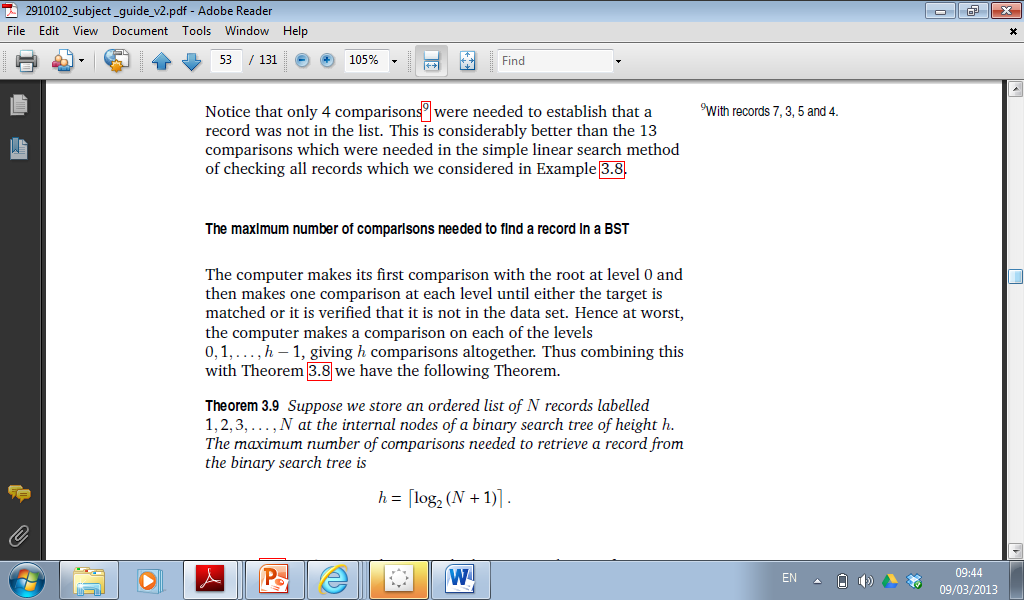 2910102_subject _guide_v2.pdf - Adobe Reader
File Edit View Document Tools Window Help
53 / 131 105% Find
Notice that only 4 comparisons⁹ were needed to establish that a
record was not in the list. This is considerably better than the 13
comparisons which were needed in the simple linear search method
of checking all records which we considered in Example 3.8.
⁹With records 7, 3, 5 and 4.
The maximum number of comparisons needed to find a record in a BST
The computer makes its first comparison with the root at level 0 and
then makes one comparison at each level until either the target is
matched or it is verified that it is not in the data set. Hence at worst,
the computer makes a comparison on each of the levels
0, 1, . . . , h − 1, giving h comparisons altogether. Thus combining this
with Theorem 3.8 we have the following Theorem.
Theorem 3.9 Suppose we store an ordered list of N records labelled
1, 2, 3, . . . , N at the internal nodes of a binary search tree of height h.
The maximum number of comparisons needed to retrieve a record from
the binary search tree is
h = ⌈log₂ (N + 1)⌉ .
EN
09:44
09/03/2013